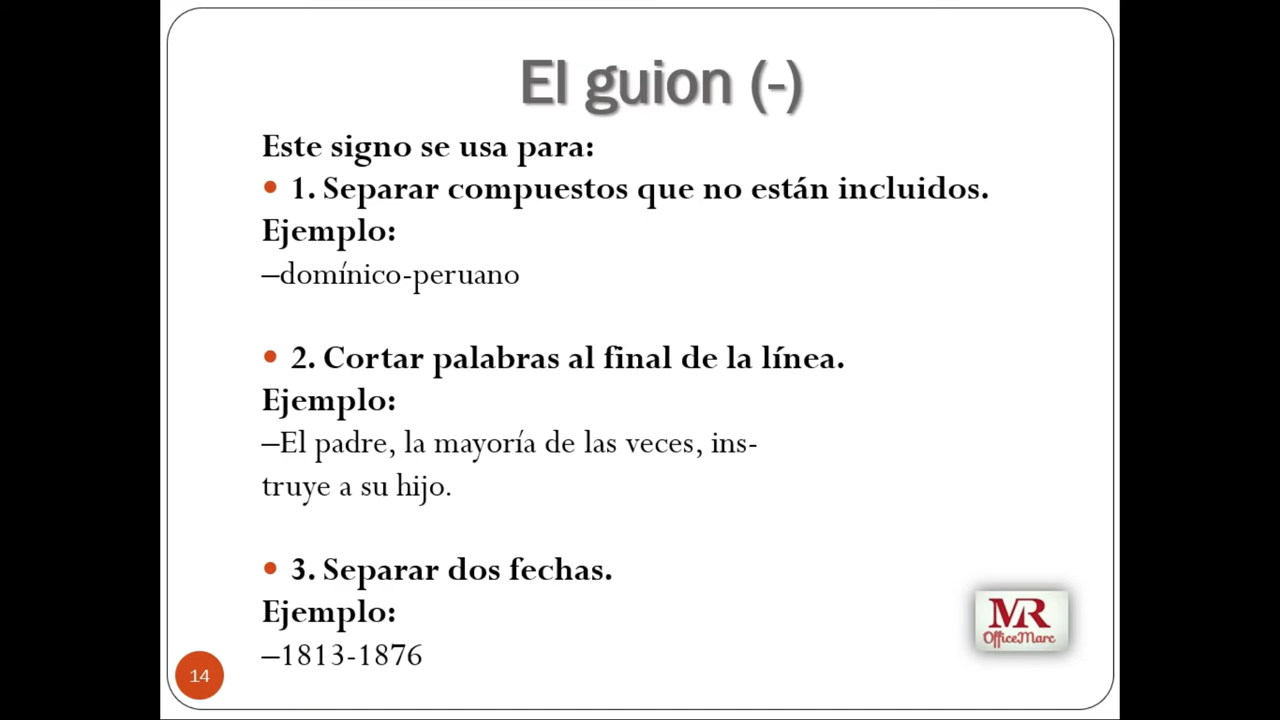 El guion (-)
Este signo se usa para:
• 1. Separar compuestos que no están incluidos.
Ejemplo:
–domínico-peruano
• 2. Cortar palabras al final de la línea.
Ejemplo:
–El padre, la mayoría de las veces, ins-
truye a su hijo.
• 3. Separar dos fechas.
Ejemplo:
–1813-1876
MR
OfficeMarc
14